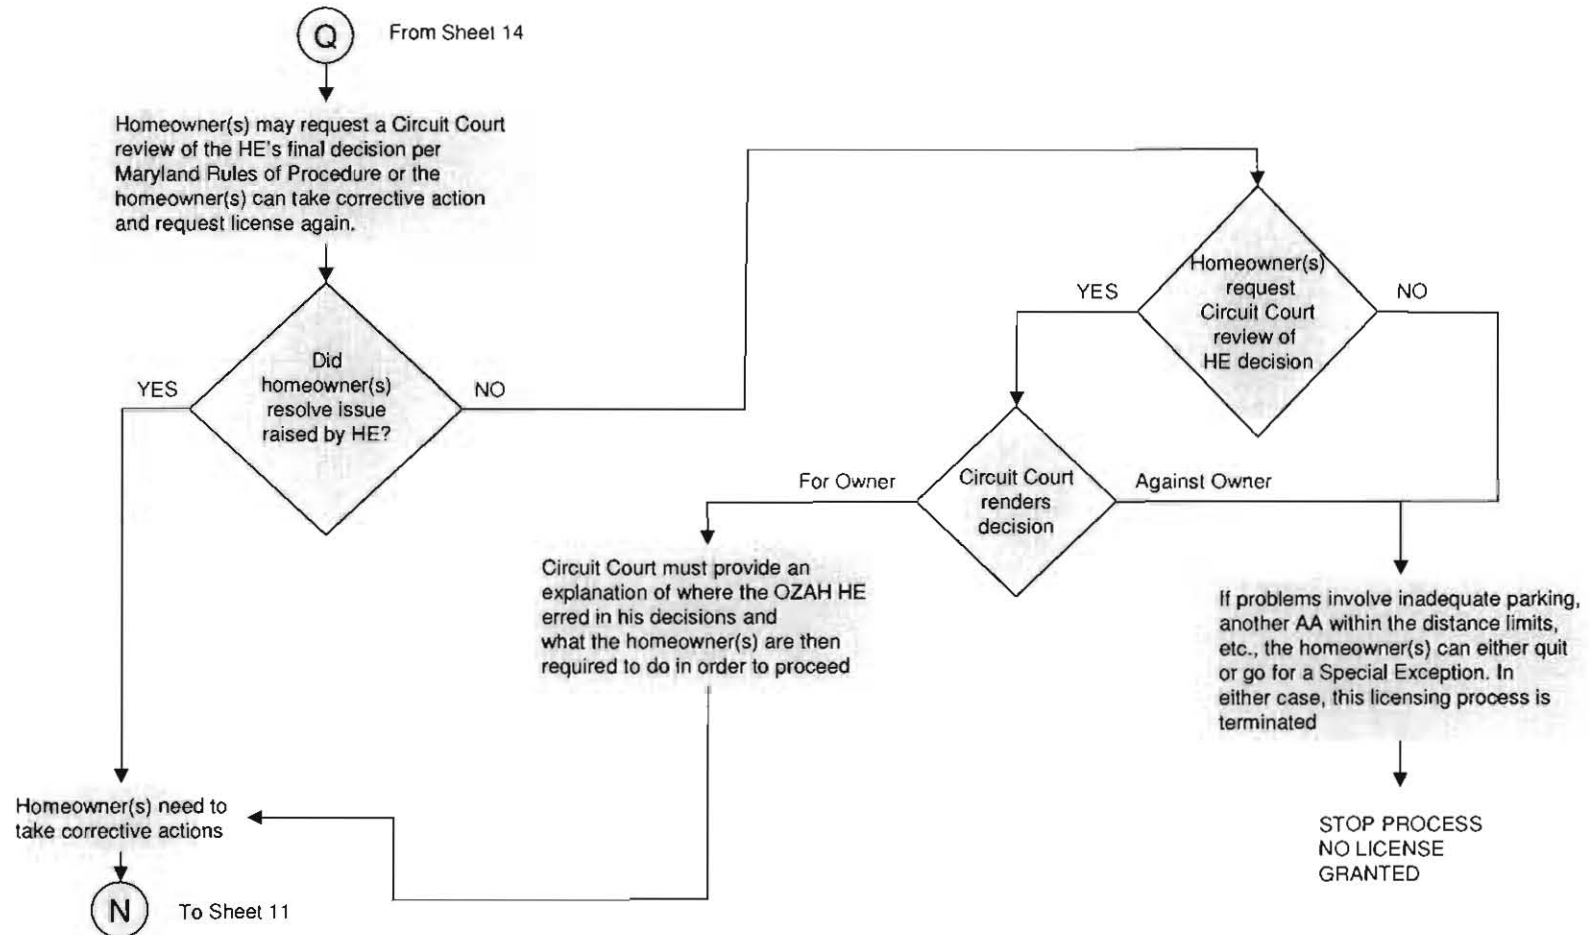 Q
From Sheet 14
Homeowner(s) may request a Circuit Court
review of the HE's final decision per
Maryland Rules of Procedure or the
homeowner(s) can take corrective action
and request license again.
Did
homeowner(s)
resolve issue
raised by HE?
YES
NO
Homeowner(s)
request
Circuit Court
review of
HE decision
YES
NO
Circuit Court
renders
decision
For Owner
Against Owner
Circuit Court must provide an
explanation of where the OZAH HE
erred in his decisions and
what the homeowner(s) are then
required to do in order to proceed
If problems involve inadequate parking,
another AA within the distance limits,
etc., the homeowner(s) can either quit
or go for a Special Exception. In
either case, this licensing process is
terminated
STOP PROCESS
NO LICENSE
GRANTED
Homeowner(s) need to
take corrective actions
N
To Sheet 11